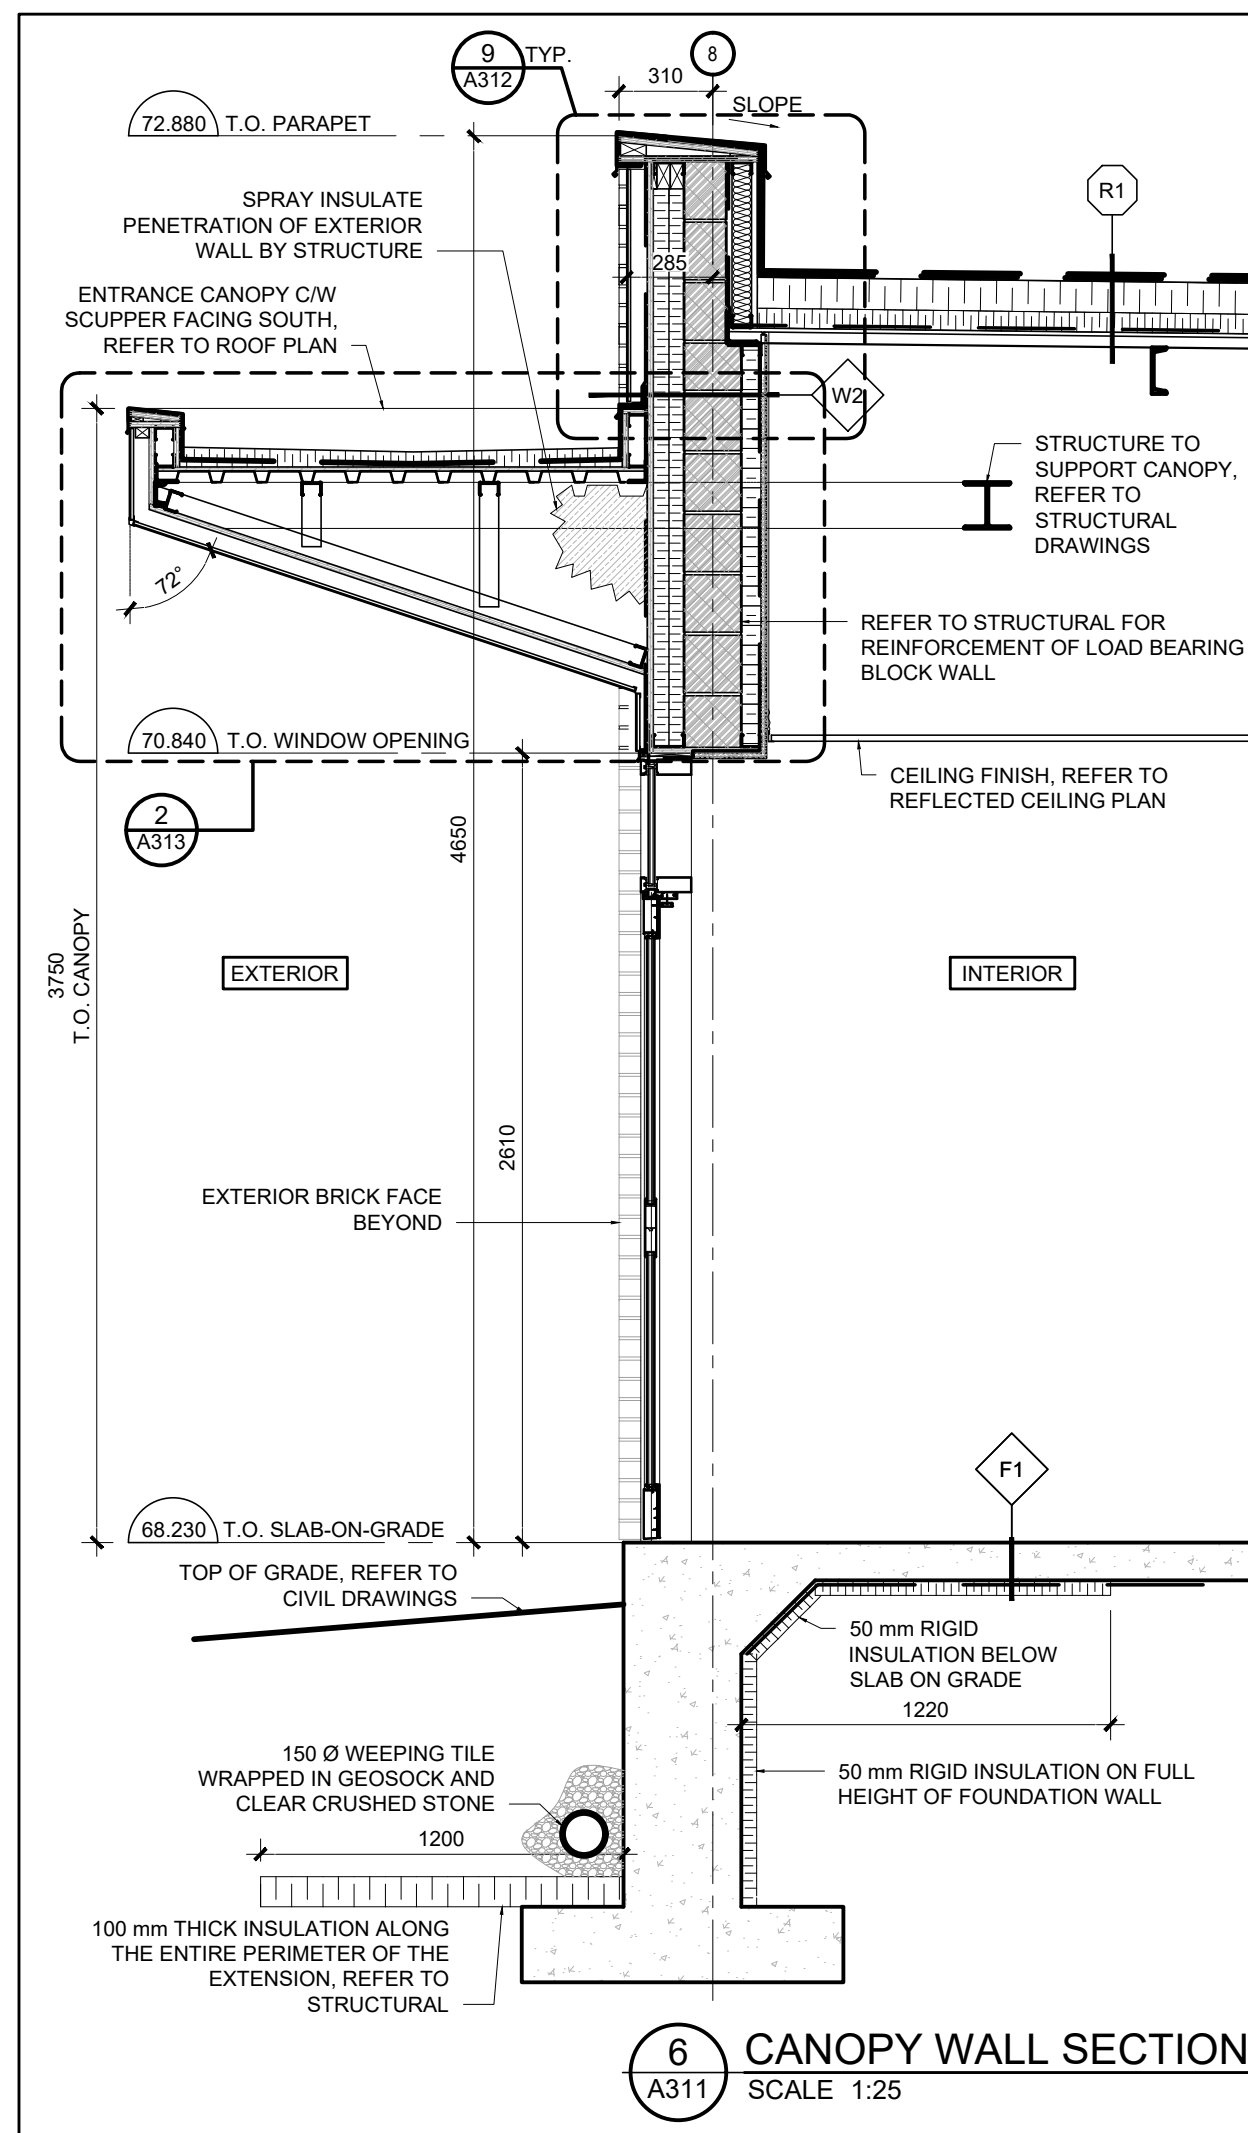 9
A312
TYP.
8
310
SLOPE
72.880
T.O. PARAPET
R1
SPRAY INSULATE
PENETRATION OF EXTERIOR
WALL BY STRUCTURE
285
ENTRANCE CANOPY C/W
SCUPPER FACING SOUTH,
REFER TO ROOF PLAN
W2
STRUCTURE TO
SUPPORT CANOPY,
REFER TO
STRUCTURAL
DRAWINGS
72°
REFER TO STRUCTURAL FOR
REINFORCEMENT OF LOAD BEARING
BLOCK WALL
70.840
T.O. WINDOW OPENING
CEILING FINISH, REFER TO
REFLECTED CEILING PLAN
2
A313
4650
3750
T.O. CANOPY
EXTERIOR
INTERIOR
2610
EXTERIOR BRICK FACE
BEYOND
F1
68.230
T.O. SLAB-ON-GRADE
TOP OF GRADE, REFER TO
CIVIL DRAWINGS
50 mm RIGID
INSULATION BELOW
SLAB ON GRADE
1220
150 Ø WEEPING TILE
WRAPPED IN GEOSOCK AND
CLEAR CRUSHED STONE
50 mm RIGID INSULATION ON FULL
HEIGHT OF FOUNDATION WALL
1200
100 mm THICK INSULATION ALONG
THE ENTIRE PERIMETER OF THE
EXTENSION, REFER TO
STRUCTURAL
6
A311
CANOPY WALL SECTION
SCALE 1:25